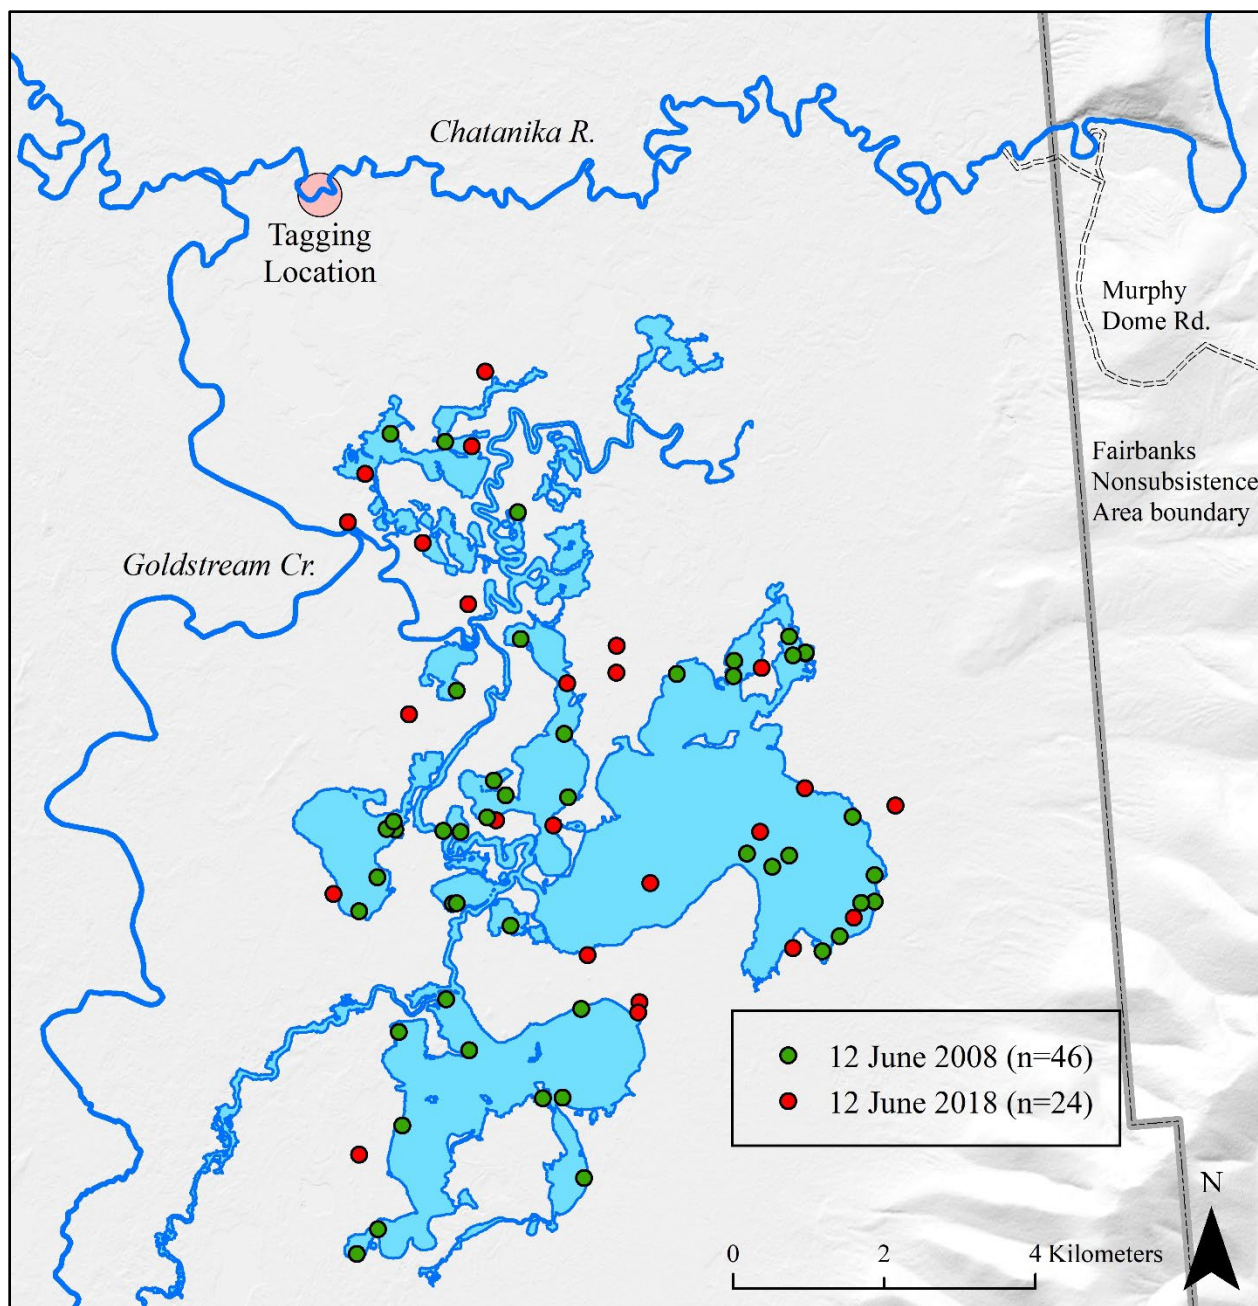 Chatanika R.
Tagging
Location
Murphy
Dome Rd.
Fairbanks
Nonsubsistence
Area boundary
Goldstream Cr.
12 June 2008 (n=46)
12 June 2018 (n=24)
N
0 2 4 Kilometers